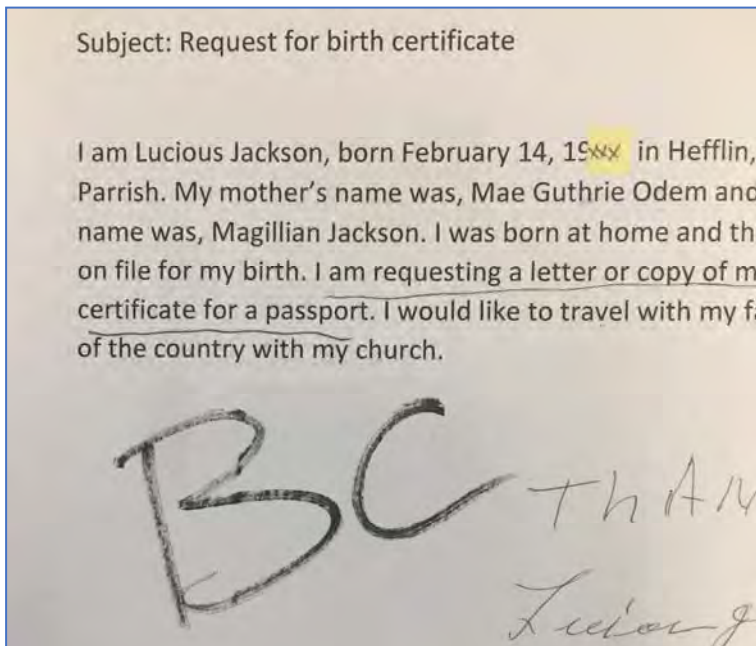 Subject: Request for birth certificate
I am Lucious Jackson, born February 14, 19xxx in Hefflin,
Parrish. My mother's name was, Mae Guthrie Odem and
name was, Magillian Jackson. I was born at home and th
on file for my birth. I am requesting a letter or copy of m
certificate for a passport. I would like to travel with my fa
of the country with my church.
BC
ThAN